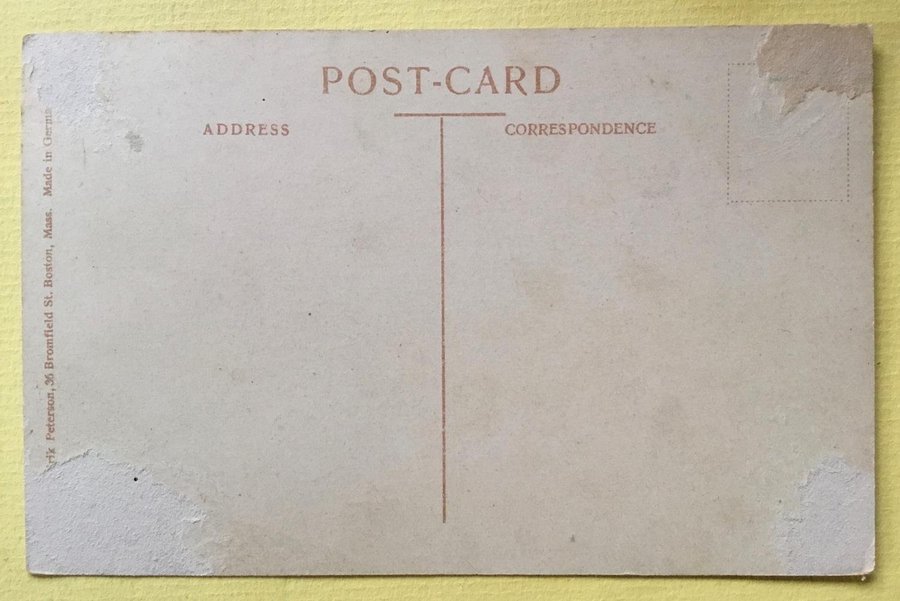 POST-CARD
ADDRESS
CORRESPONDENCE
Peterson, 36 Bromfield St. Boston, Mass. Made in